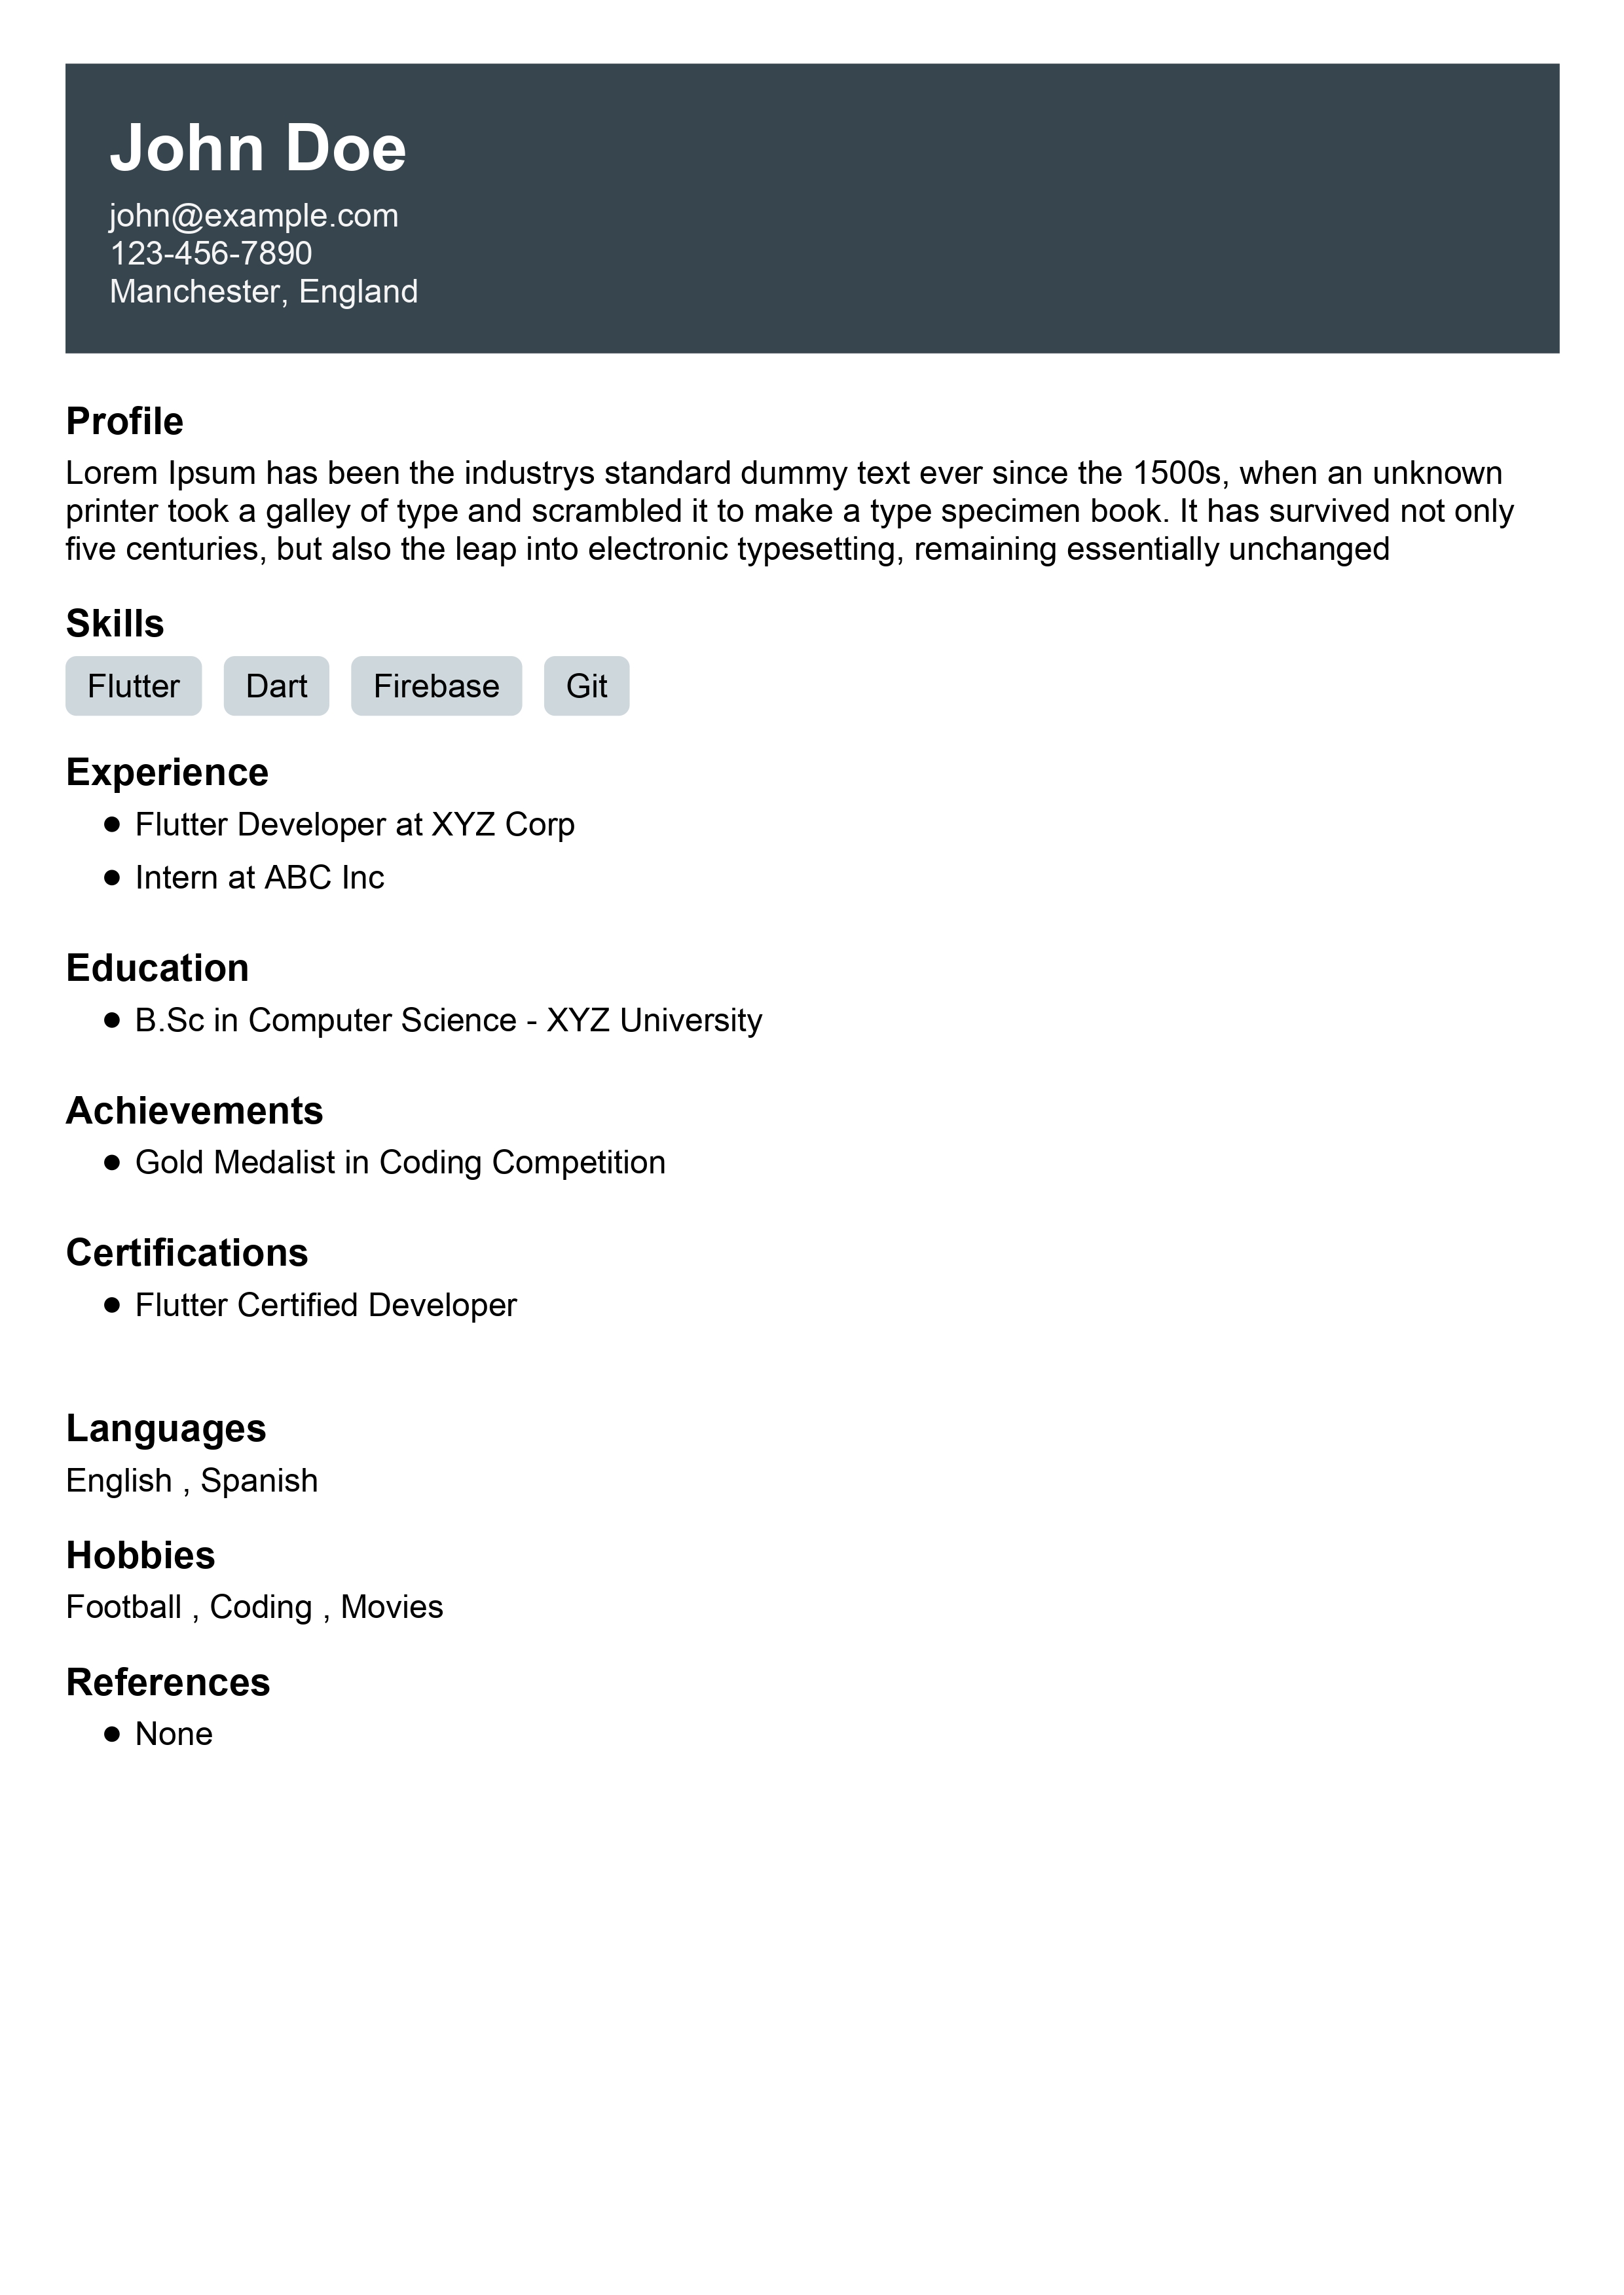 John Doe
john@example.com
123-456-7890
Manchester, England
Profile
Lorem Ipsum has been the industrys standard dummy text ever since the 1500s, when an unknown
printer took a galley of type and scrambled it to make a type specimen book. It has survived not only
five centuries, but also the leap into electronic typesetting, remaining essentially unchanged
Skills
Flutter Dart Firebase Git
Experience
● Flutter Developer at XYZ Corp
● Intern at ABC Inc
Education
● B.Sc in Computer Science - XYZ University
Achievements
● Gold Medalist in Coding Competition
Certifications
● Flutter Certified Developer
Languages
English , Spanish
Hobbies
Football , Coding , Movies
References
● None